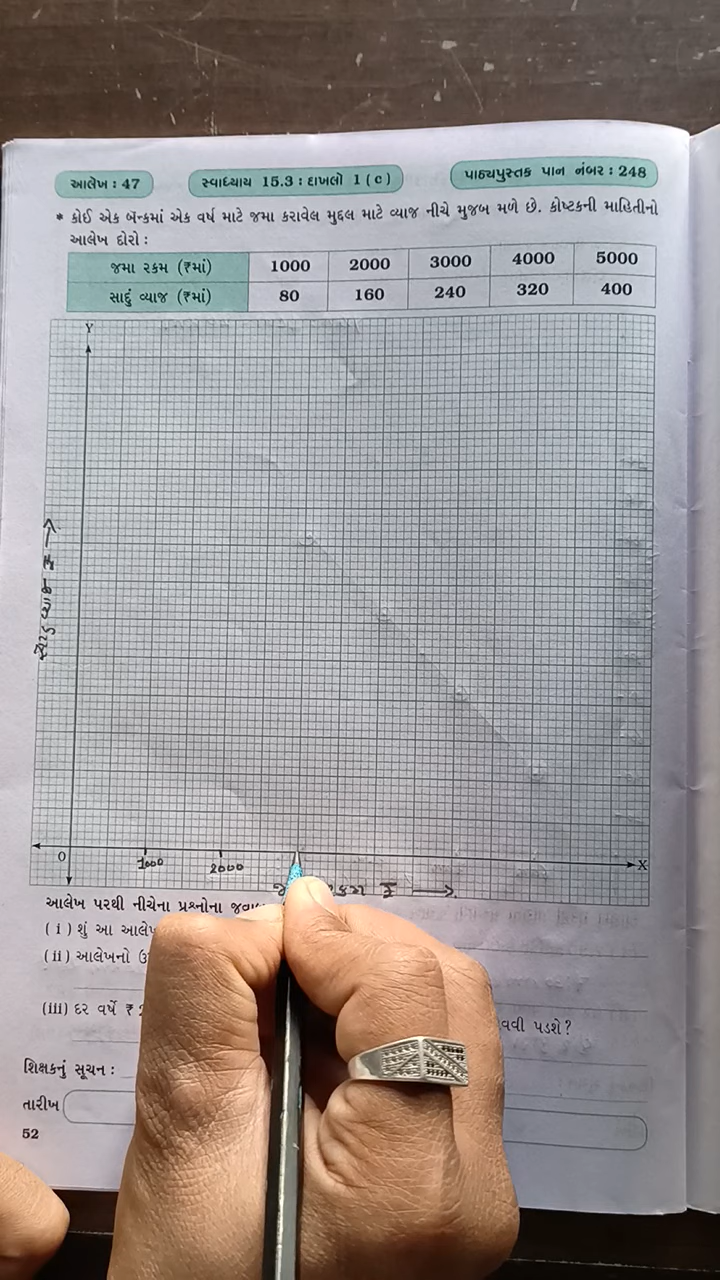 આલેખ : 47
સ્વાધ્યાય 15.3 : દાખલો 1 ( c )
પાઠ્યપુસ્તક પાન નંબર : 248
* કોઈ એક બૅન્કમાં એક વર્ષ માટે જમા કરાવેલ મુદ્દલ માટે વ્યાજ નીચે મુજબ મળે છે. કોષ્ટકની માહિતીનો
આલેખ દોરો :
જમા રકમ (₹માં) 1000 2000 3000 4000 5000
સાદું વ્યાજ (₹માં) 80 160 240 320 400
Y
0 1000 2000 X
આલેખ પરથી નીચેના પ્રશ્નોના
( i ) શું આ
( ii ) આલેખનો
(iii) દર વર્ષે ₹ પડશે ?
શિક્ષકનું સૂચન :
તારીખ
52